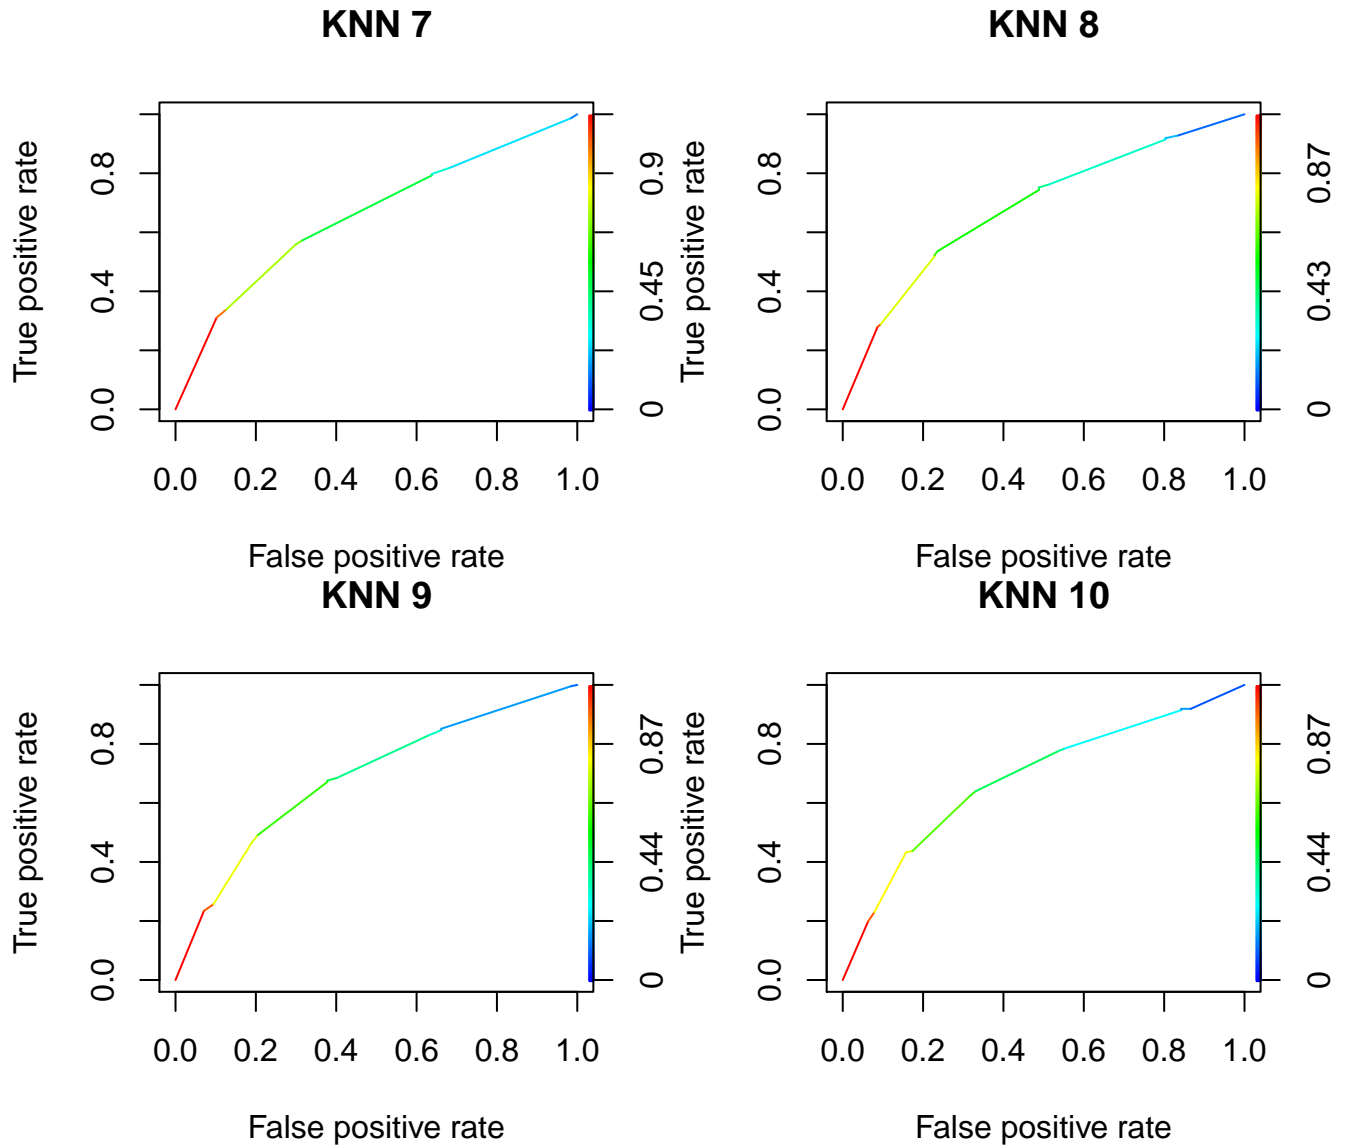 KNN 7
True positive rate
0.0 0.4 0.8
0 0.45 0.9
0.0 0.2 0.4 0.6 0.8 1.0
False positive rate
KNN 8
True positive rate
0.0 0.4 0.8
0 0.43 0.87
0.0 0.2 0.4 0.6 0.8 1.0
False positive rate
KNN 9
True positive rate
0.0 0.4 0.8
0 0.44 0.87
0.0 0.2 0.4 0.6 0.8 1.0
False positive rate
KNN 10
True positive rate
0.0 0.4 0.8
0 0.44 0.87
0.0 0.2 0.4 0.6 0.8 1.0
False positive rate